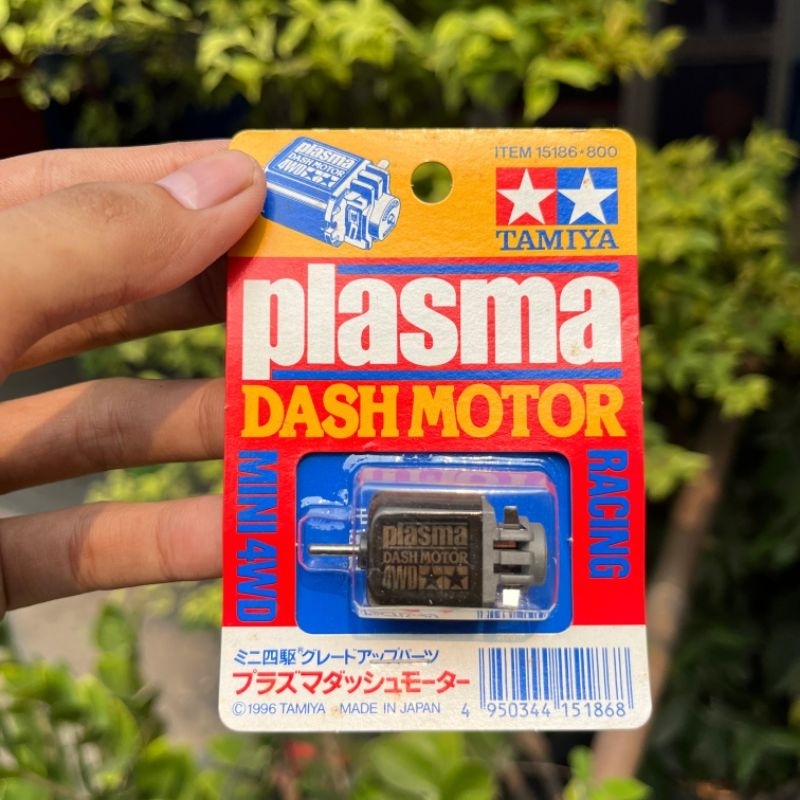 plasma
DASH MOTOR
4WD
ITEM 15186・800
TAMIYA
plasma
DASH MOTOR
MINI 4WD
RACING
plasma
DASH MOTOR
4WD★★
ミニ四駆®グレードアップパーツ
プラズマダッシュモーター
©1996 TAMIYA MADE IN JAPAN
4 950344 151868